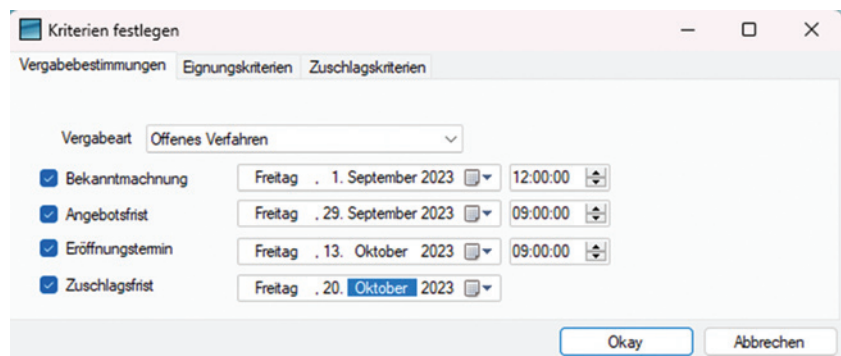 Kriterien festlegen
Vergabebestimmungen Eignungskriterien Zuschlagskriterien
Vergabeart Offenes Verfahren
Bekanntmachnung Freitag , 1. September 2023 12:00:00
Angebotsfrist Freitag , 29. September 2023 09:00:00
Eröffnungstermin Freitag , 13. Oktober 2023 09:00:00
Zuschlagsfrist Freitag , 20. Oktober 2023
Okay Abbrechen